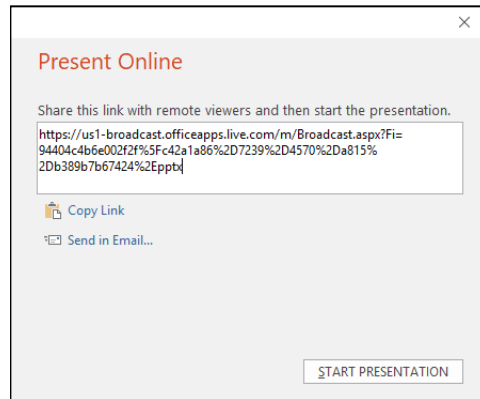 Present Online
Share this link with remote viewers and then start the presentation.
https://us1-broadcast.officeapps.live.com/m/Broadcast.aspx?Fi=
94404c4b6e002f2f%5Fc42a1a86%2D7239%2D4570%2Da815%
2Db389b7b67424%2Epptx
Copy Link
Send in Email...
START PRESENTATION